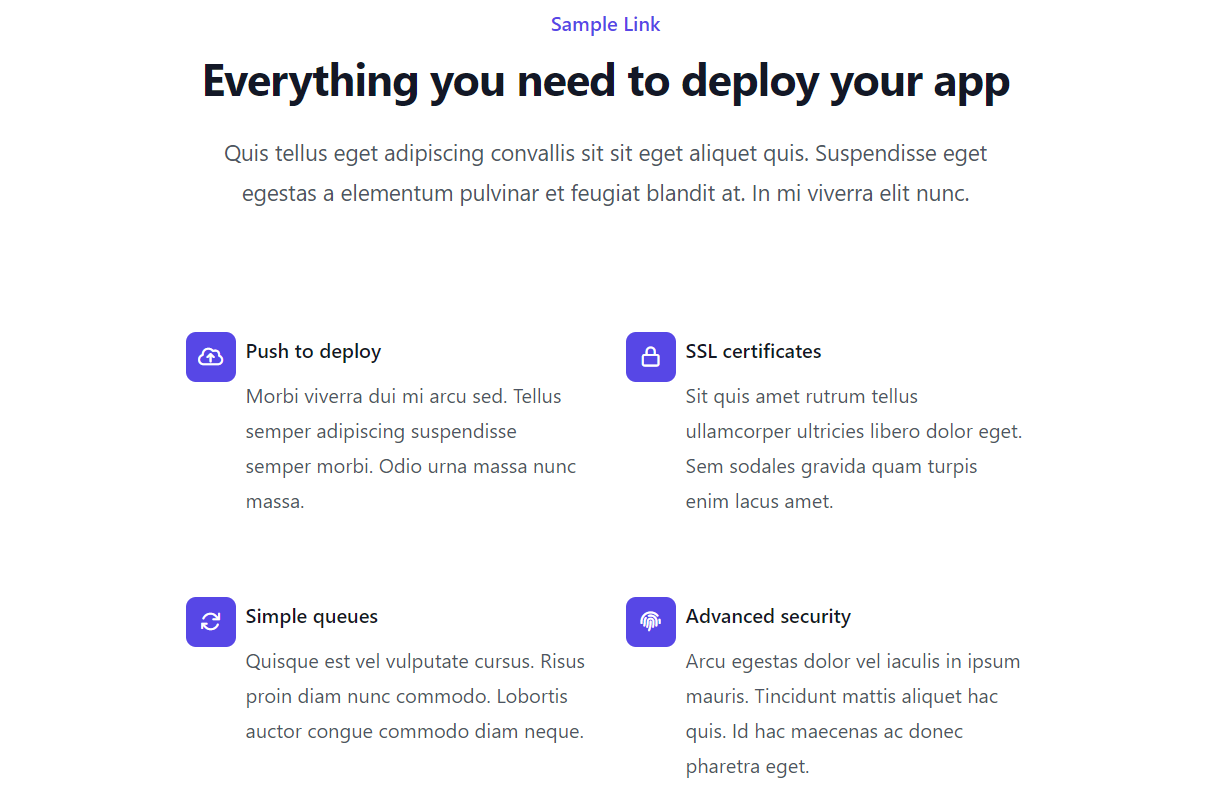 Sample Link
Everything you need to deploy your app
Quis tellus eget adipiscing convallis sit sit eget aliquet quis. Suspendisse eget
egestas a elementum pulvinar et feugiat blandit at. In mi viverra elit nunc.
Push to deploy
Morbi viverra dui mi arcu sed. Tellus
semper adipiscing suspendisse
semper morbi. Odio urna massa nunc
massa.
SSL certificates
Sit quis amet rutrum tellus
ullamcorper ultricies libero dolor eget.
Sem sodales gravida quam turpis
enim lacus amet.
Simple queues
Quisque est vel vulputate cursus. Risus
proin diam nunc commodo. Lobortis
auctor congue commodo diam neque.
Advanced security
Arcu egestas dolor vel iaculis in ipsum
mauris. Tincidunt mattis aliquet hac
quis. Id hac maecenas ac donec
pharetra eget.